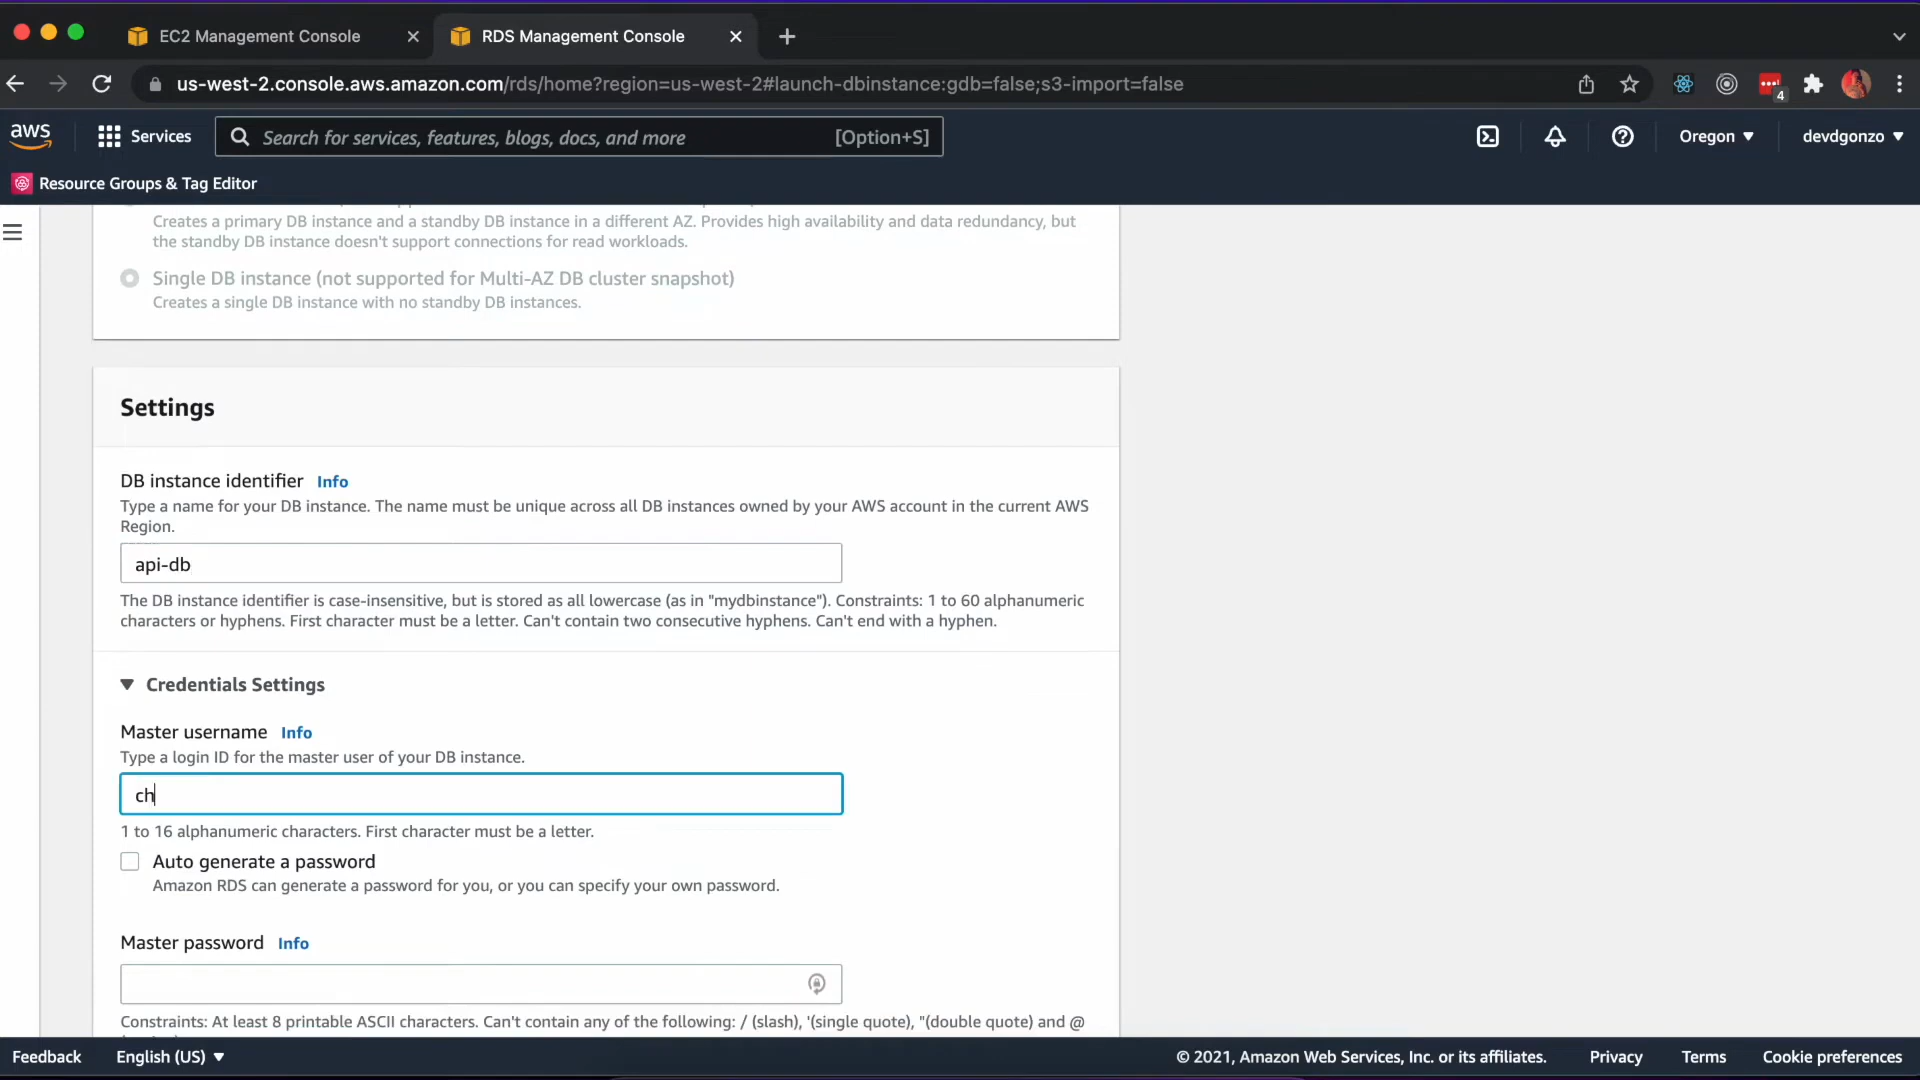 EC2 Management Console
RDS Management Console
us-west-2.console.aws.amazon.com/rds/home?region=us-west-2#launch-dbinstance:gdb=false;s3-import=false
4
aws
Services
Search for services, features, blogs, docs, and more
[Option+S]
Oregon
devdgonzo
Resource Groups & Tag Editor
Creates a primary DB instance and a standby DB instance in a different AZ. Provides high availability and data redundancy, but
the standby DB instance doesn't support connections for read workloads.
Single DB instance (not supported for Multi-AZ DB cluster snapshot)
Creates a single DB instance with no standby DB instances.
Settings
DB instance identifier Info
Type a name for your DB instance. The name must be unique across all DB instances owned by your AWS account in the current AWS
Region.
api-db
The DB instance identifier is case-insensitive, but is stored as all lowercase (as in "mydbinstance"). Constraints: 1 to 60 alphanumeric
characters or hyphens. First character must be a letter. Can't contain two consecutive hyphens. Can't end with a hyphen.
Credentials Settings
Master username Info
Type a login ID for the master user of your DB instance.
ch
1 to 16 alphanumeric characters. First character must be a letter.
Auto generate a password
Amazon RDS can generate a password for you, or you can specify your own password.
Master password Info
Constraints: At least 8 printable ASCII characters. Can't contain any of the following: / (slash), '(single quote), "(double quote) and @
Feedback
English (US)
© 2021, Amazon Web Services, Inc. or its affiliates.
Privacy
Terms
Cookie preferences